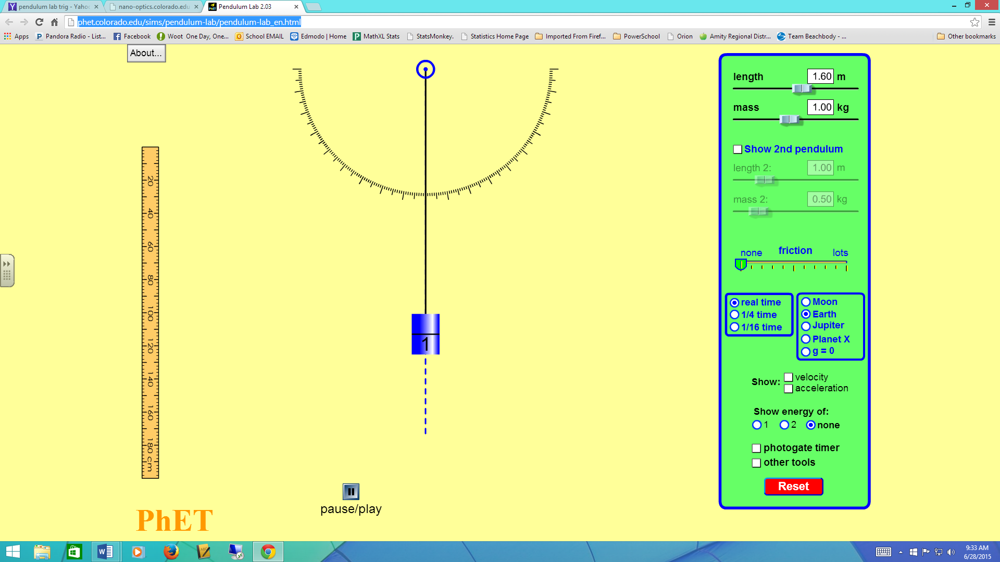 pendulum lab trig - Yahoo
nano-optics.colorado.edu
Pendulum Lab 2.03
phet.colorado.edu/sims/pendulum-lab/pendulum-lab_en.html
Apps
Pandora Radio - List...
Facebook
Woot One Day, One...
School EMAIL
Edmodo | Home
MathXL Stats
StatsMonkey.
Statistics Home Page
Imported From Firef...
PowerSchool
Orion
Amity Regional Distr...
Team Beachbody - ...
Other bookmarks
About...
length 1.60 m
mass 1.00 kg
Show 2nd pendulum
length 2: 1.00 m
mass 2: 0.50 kg
friction
none lots
real time
1/4 time
1/16 time
Moon
Earth
Jupiter
Planet X
g = 0
Show: velocity
acceleration
Show energy of:
1 2 none
photogate timer
other tools
Reset
20
40
60
80
100
120
140
160
180 cm
1
pause/play
PhET
9:33 AM
6/28/2015